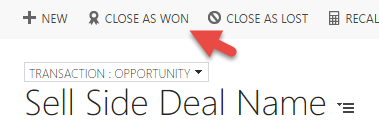 NEW CLOSE AS WON CLOSE AS LOST RECAL
TRANSACTION : OPPORTUNITY
Sell Side Deal Name